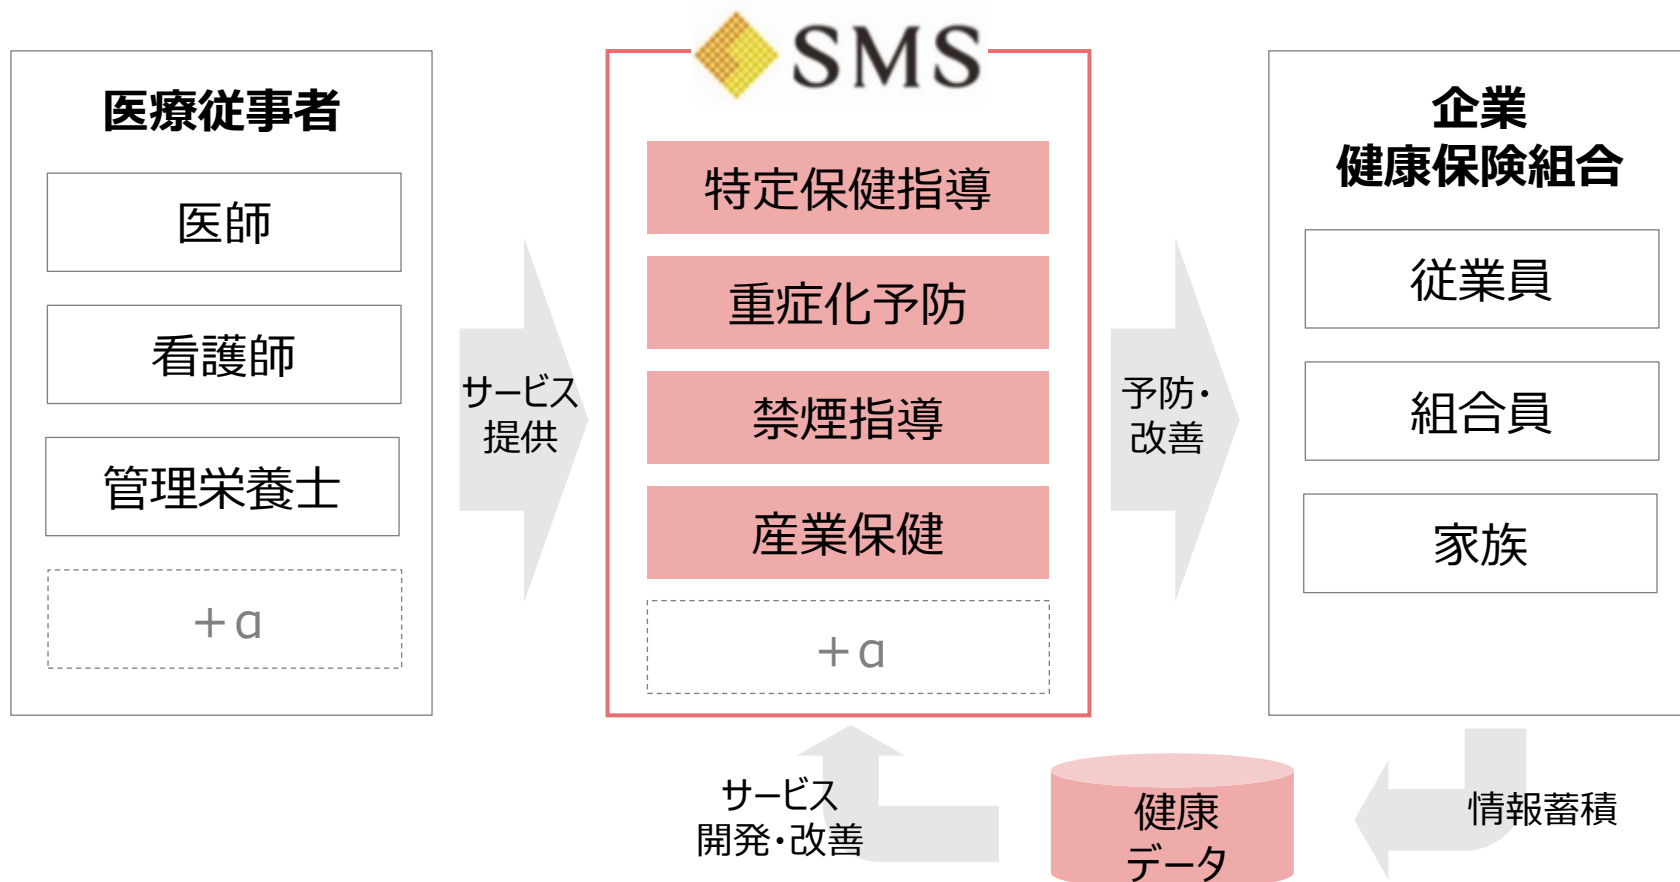 SMS
医療従事者
医師
看護師
管理栄養士
+α
サービス
提供
特定保健指導
重症化予防
禁煙指導
産業保健
+α
予防・
改善
企業
健康保険組合
従業員
組合員
家族
情報蓄積
健康
データ
サービス
開発・改善